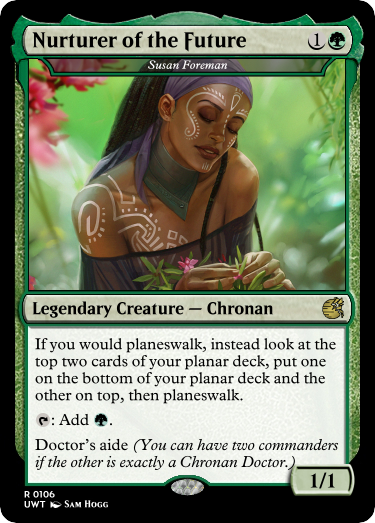 Nurturer of the Future 1
Susan Foreman
Legendary Creature — Chronan
If you would planeswalk, instead look at the
top two cards of your planar deck, put one
on the bottom of your planar deck and the
other on top, then planeswalk.
: Add .
Doctor's aide (You can have two commanders
if the other is exactly a Chronan Doctor.)
1/1
R 0106
UWT Sam Hogg